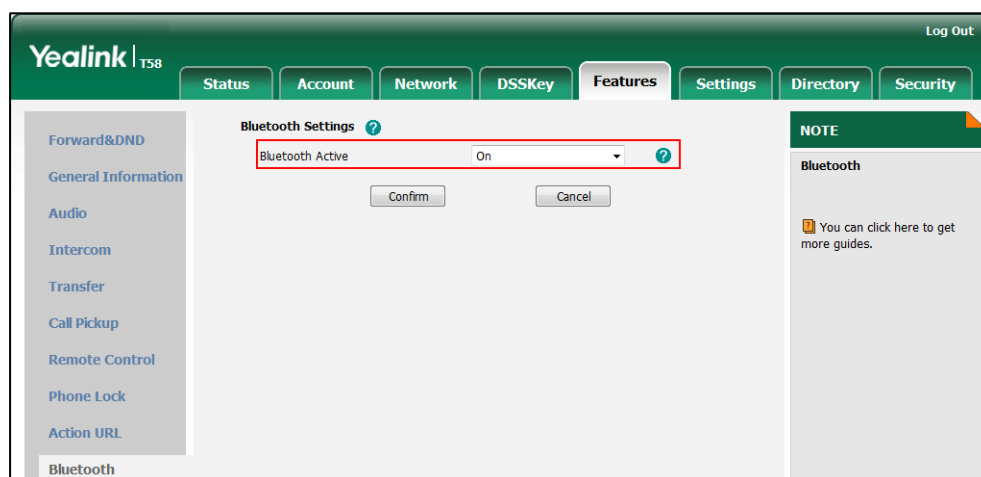 Log Out
Yealink T58
Status Account Network DSSKey Features Settings Directory Security
Forward&DND
General Information
Audio
Intercom
Transfer
Call Pickup
Remote Control
Phone Lock
Action URL
Bluetooth
Bluetooth Settings ?
Bluetooth Active On ?
Confirm Cancel
NOTE
Bluetooth
? You can click here to get
more guides.